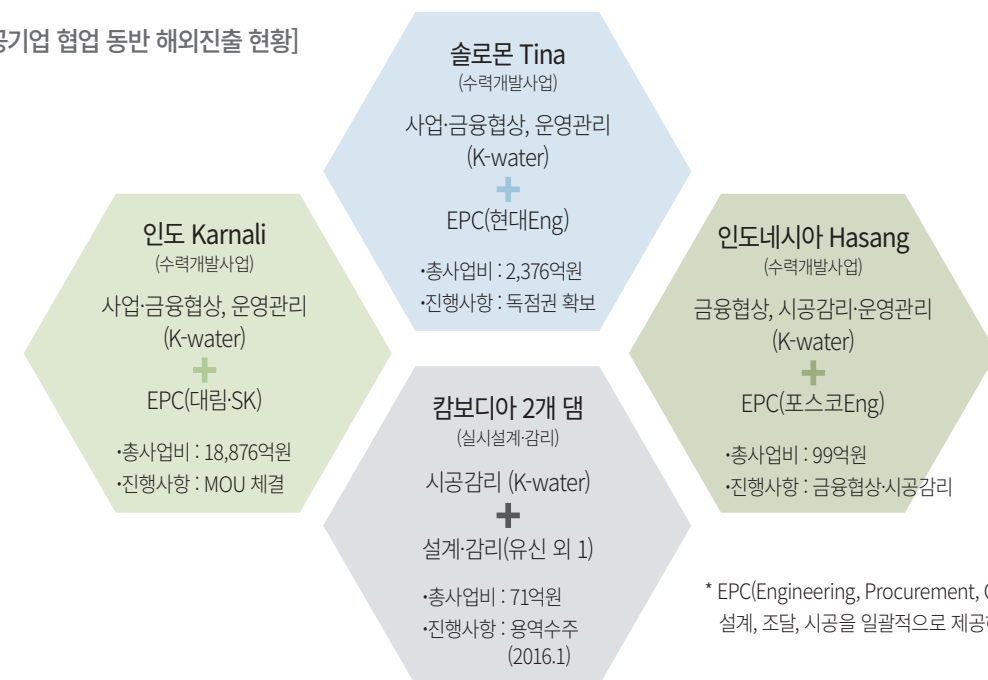 공기업 협업 동반 해외진출 현황]
솔로몬 Tina
(수력개발사업)
사업·금융협상, 운영관리
(K-water)
+
EPC(현대Eng)
·총사업비 : 2,376억원
·진행사항 : 독점권 확보
인도 Karnali
(수력개발사업)
사업·금융협상, 운영관리
(K-water)
+
EPC(대림·SK)
·총사업비 : 18,876억원
·진행사항 : MOU 체결
인도네시아 Hasang
(수력개발사업)
금융협상, 시공감리·운영관리
(K-water)
+
EPC(포스코Eng)
·총사업비 : 99억원
·진행사항 : 금융협상·시공감리
캄보디아 2개 댐
(실시설계·감리)
시공감리 (K-water)
+
설계·감리(유신 외 1)
·총사업비 : 71억원
·진행사항 : 용역수주
(2016.1)
* EPC(Engineering, Procurement,
설계, 조달, 시공을 일괄적으로